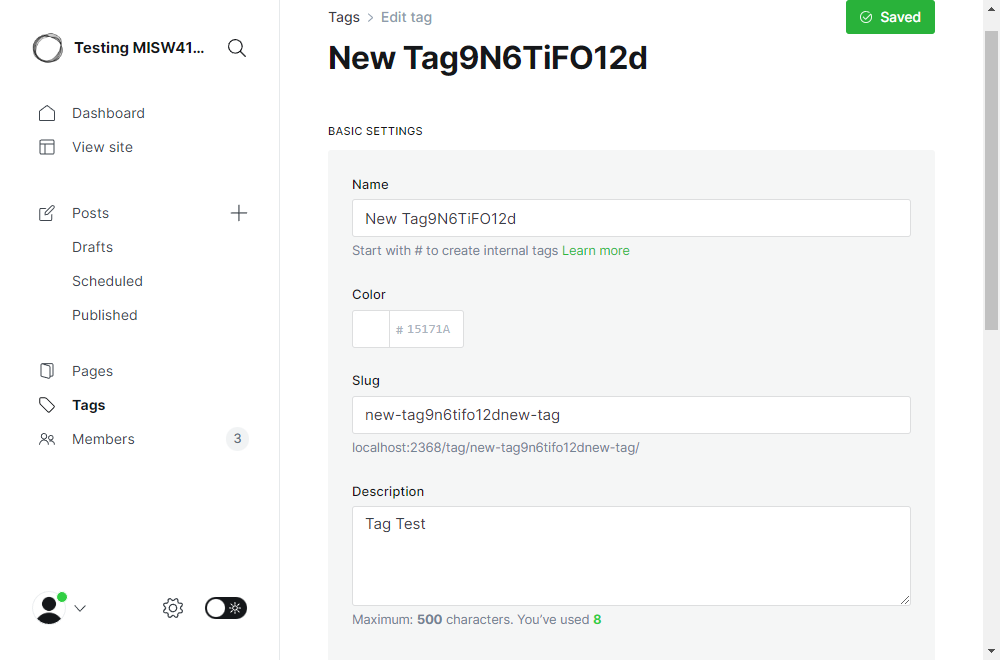 Testing MISW41...
Dashboard
View site
Posts
Drafts
Scheduled
Published
Pages
Tags
Members 3
Tags > Edit tag
Saved
New Tag9N6TiFO12d
BASIC SETTINGS
Name
New Tag9N6TiFO12d
Start with # to create internal tags Learn more
Color
# 15171A
Slug
new-tag9n6tifo12dnew-tag
localhost:2368/tag/new-tag9n6tifo12dnew-tag/
Description
Tag Test
Maximum: 500 characters. You’ve used 8